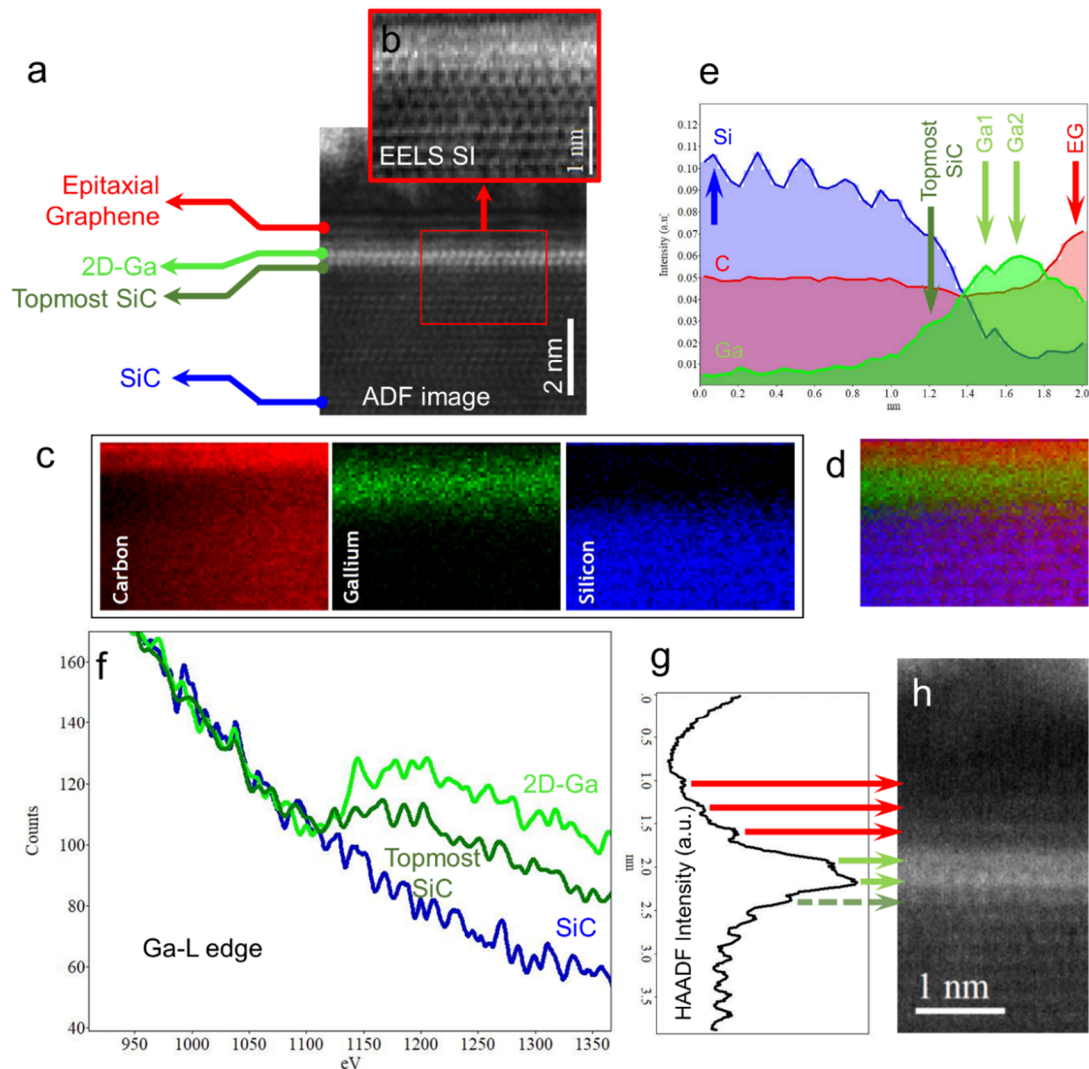 a
b
EELS SI
1 nm
Epitaxial
Graphene
2D-Ga
Topmost SiC
SiC
ADF image
2 nm
e
Si
C
Ga
Topmost
SiC
Ga1
Ga2
EG
Intensity (a.u)
0.12
0.11
0.10
0.09
0.08
0.07
0.06
0.05
0.04
0.03
0.02
0.01
0.0
0.2
0.4
0.6
0.8
1.0
1.2
1.4
1.6
1.8
2.0
nm
c
Carbon
Gallium
Silicon
d
f
160
140
120
100
80
60
40
Counts
2D-Ga
Topmost
SiC
SiC
Ga-L edge
950
1000
1050
1100
1150
1200
1250
1300
1350
eV
g
HAADF Intensity (a.u.)
.0
0.5
1.0
1.5
nm
2.0
2.5
3.0
3.5
h
1 nm